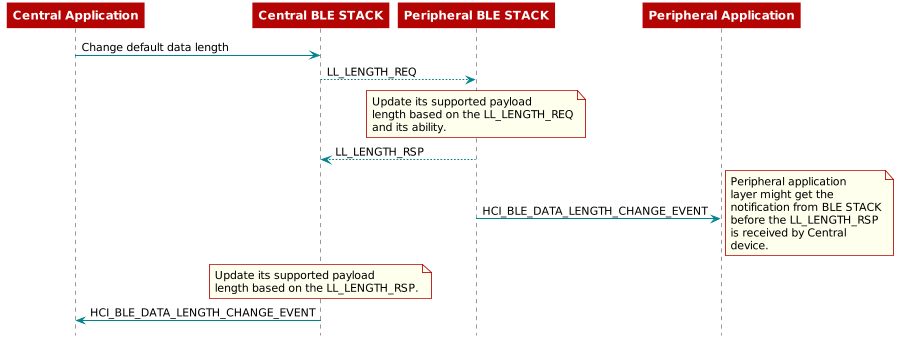 Central Application
Central BLE STACK
Peripheral BLE STACK
Peripheral Application
Change default data length
LL_LENGTH_REQ
Update its supported payload
length based on the LL_LENGTH_REQ
and its ability.
LL_LENGTH_RSP
HCI_BLE_DATA_LENGTH_CHANGE_EVENT
Peripheral application
layer might get the
notification from BLE STACK
before the LL_LENGTH_RSP
is received by Central
device.
Update its supported payload
length based on the LL_LENGTH_RSP.
HCI_BLE_DATA_LENGTH_CHANGE_EVENT